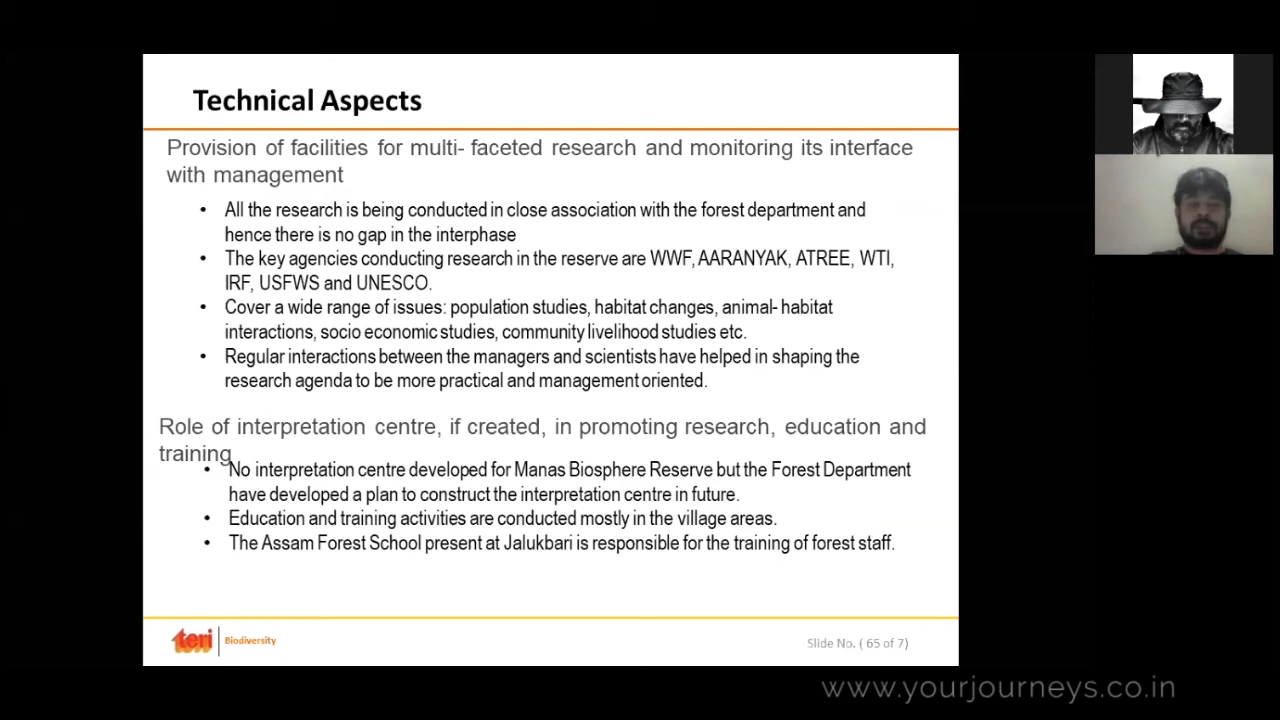 Technical Aspects
Provision of facilities for multi- faceted research and monitoring its interface
with management
• All the research is being conducted in close association with the forest department and
hence there is no gap in the interphase
• The key agencies conducting research in the reserve are WWF, AARANYAK, ATREE, WTI,
IRF, USFWS and UNESCO.
• Cover a wide range of issues: population studies, habitat changes, animal- habitat
interactions, socio economic studies, community livelihood studies etc.
• Regular interactions between the managers and scientists have helped in shaping the
research agenda to be more practical and management oriented.
Role of interpretation centre, if created, in promoting research, education and
training
• No interpretation centre developed for Manas Biosphere Reserve but the Forest Department
have developed a plan to construct the interpretation centre in future.
• Education and training activities are conducted mostly in the village areas.
• The Assam Forest School present at Jalukbari is responsible for the training of forest staff.
teri Biodiversity
Slide No. ( 65 of 7)
www.yourjourneys.co.in